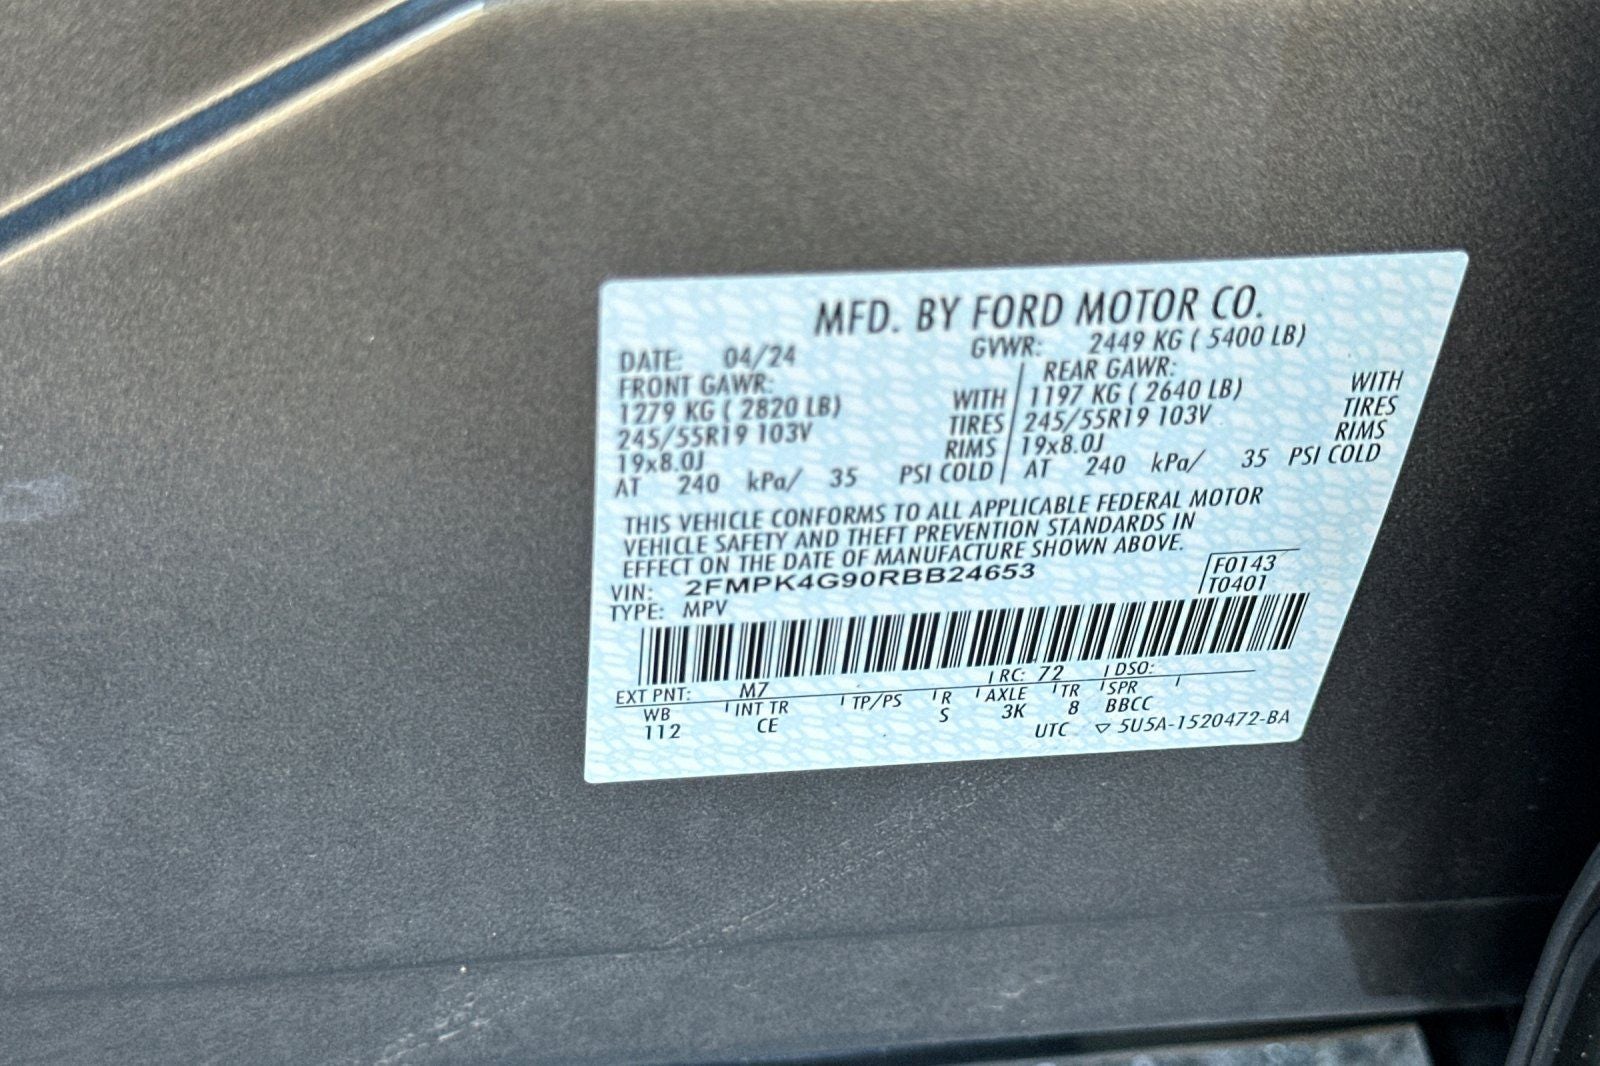 MFD. BY FORD MOTOR CO.
DATE: 04/24 GVWR: 2449 KG ( 5400 LB)
FRONT GAWR: REAR GAWR:
1279 KG ( 2820 LB) WITH 1197 KG ( 2640 LB) WITH
245/55R19 103V TIRES 245/55R19 103V TIRES
19x8.0J RIMS 19x8.0J RIMS
AT 240 kPa/ 35 PSI COLD AT 240 kPa/ 35 PSI COLD
THIS VEHICLE CONFORMS TO ALL APPLICABLE FEDERAL MOTOR
VEHICLE SAFETY AND THEFT PREVENTION STANDARDS IN
EFFECT ON THE DATE OF MANUFACTURE SHOWN ABOVE.
VIN: 2FMPK4G90RBB24653 F0143
TYPE: MPV T0401
EXT PNT: M7 RC: 72 DSO:
WB INT TR TP/PS R AXLE TR SPR
112 CE S 3K 8 BBCC
UTC ▽ 5U5A-1520472-BA